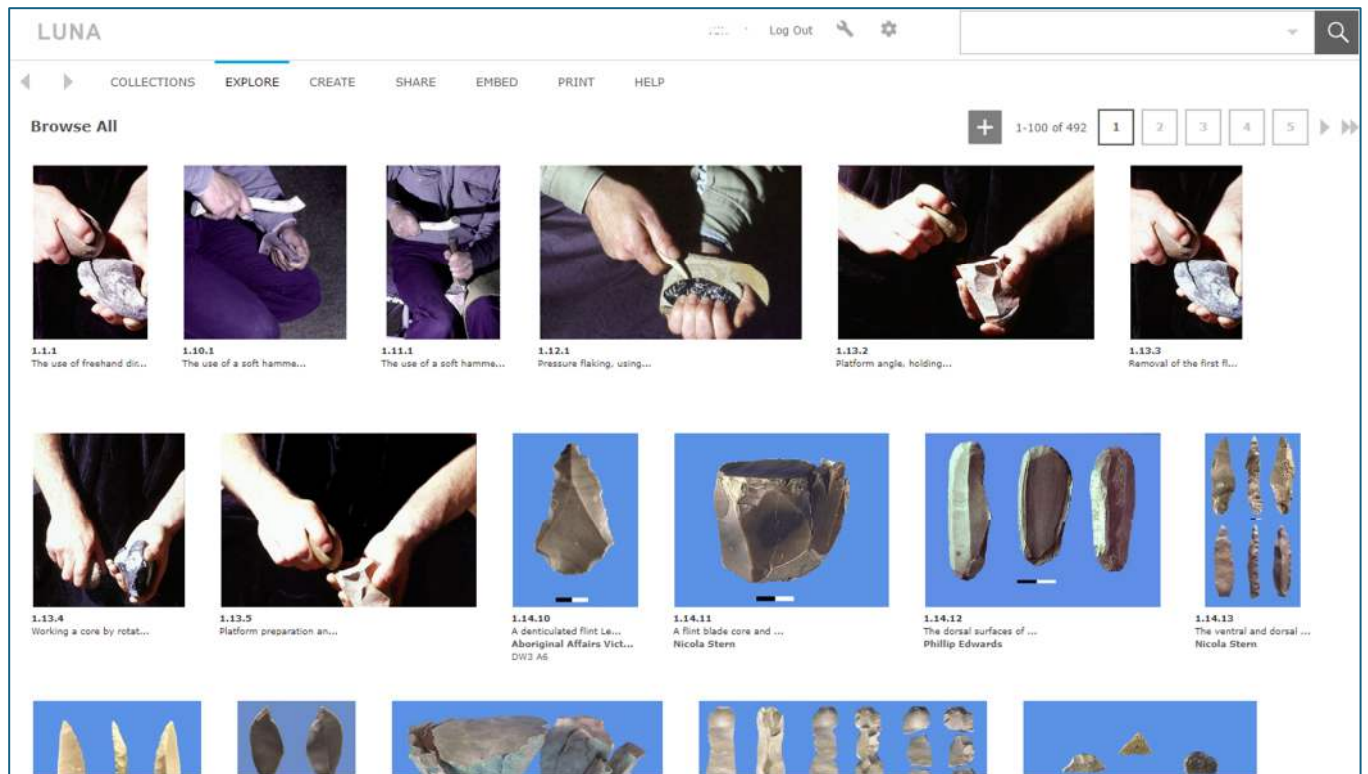 LUNA
Log Out
COLLECTIONS EXPLORE CREATE SHARE EMBED PRINT HELP
Browse All
1-100 of 492 1 2 3 4 5
1.1.1
The use of freehand dir...
1.10.1
The use of a soft hamme...
1.11.1
The use of a soft hamme...
1.12.1
Pressure flaking, using...
1.13.2
Platform angle, holding...
1.13.3
Removal of the first fl...
1.13.4
Working a core by rotat...
1.13.5
Platform preparation an...
1.14.10
A denticulated flint Le...
Aboriginal Affairs Vict...
DW3 A6
1.14.11
A flint blade core and ...
Nicola Stern
1.14.12
The dorsal surfaces of ...
Phillip Edwards
1.14.13
The ventral and dorsal ...
Nicola Stern